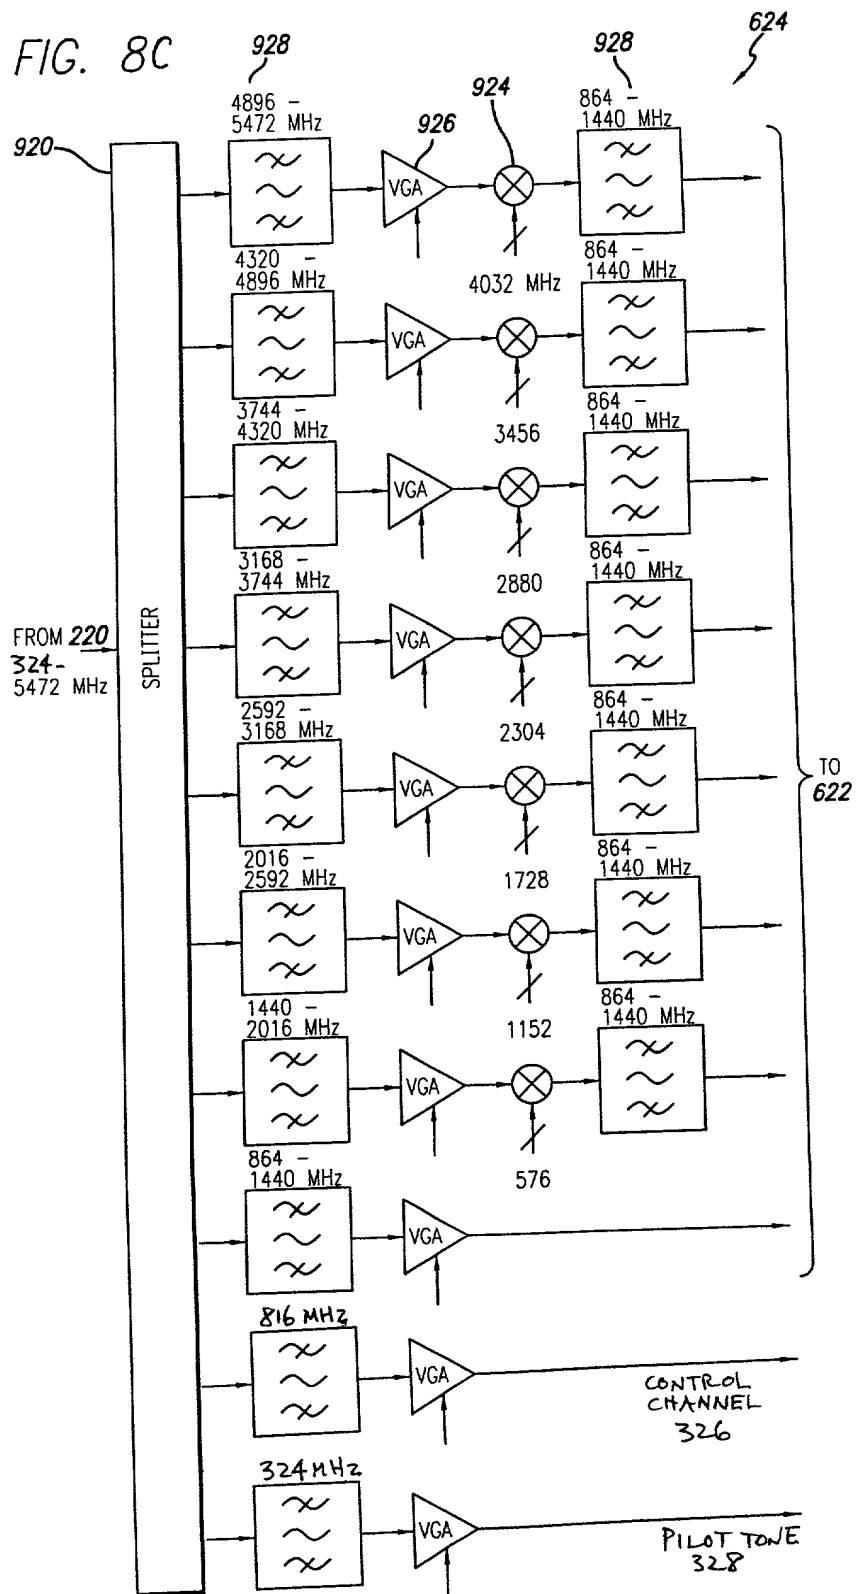 FIG. 8C
928
928
624
920
4896 -
5472 MHz
926
924
864 -
1440 MHz
VGA
4032 MHz
4320 -
4896 MHz
VGA
864 -
1440 MHz
3456
3744 -
4320 MHz
VGA
864 -
1440 MHz
2880
3168 -
3744 MHz
VGA
864 -
1440 MHz
2304
SPLITTER
FROM 220
324-
5472 MHz
2592 -
3168 MHz
VGA
864 -
1440 MHz
1728
TO
622
2016 -
2592 MHz
VGA
864 -
1440 MHz
1152
1440 -
2016 MHz
VGA
864 -
1440 MHz
576
864 -
1440 MHz
VGA
816 MHz
VGA
CONTROL
CHANNEL
326
324 MHz
VGA
PILOT TONE
328